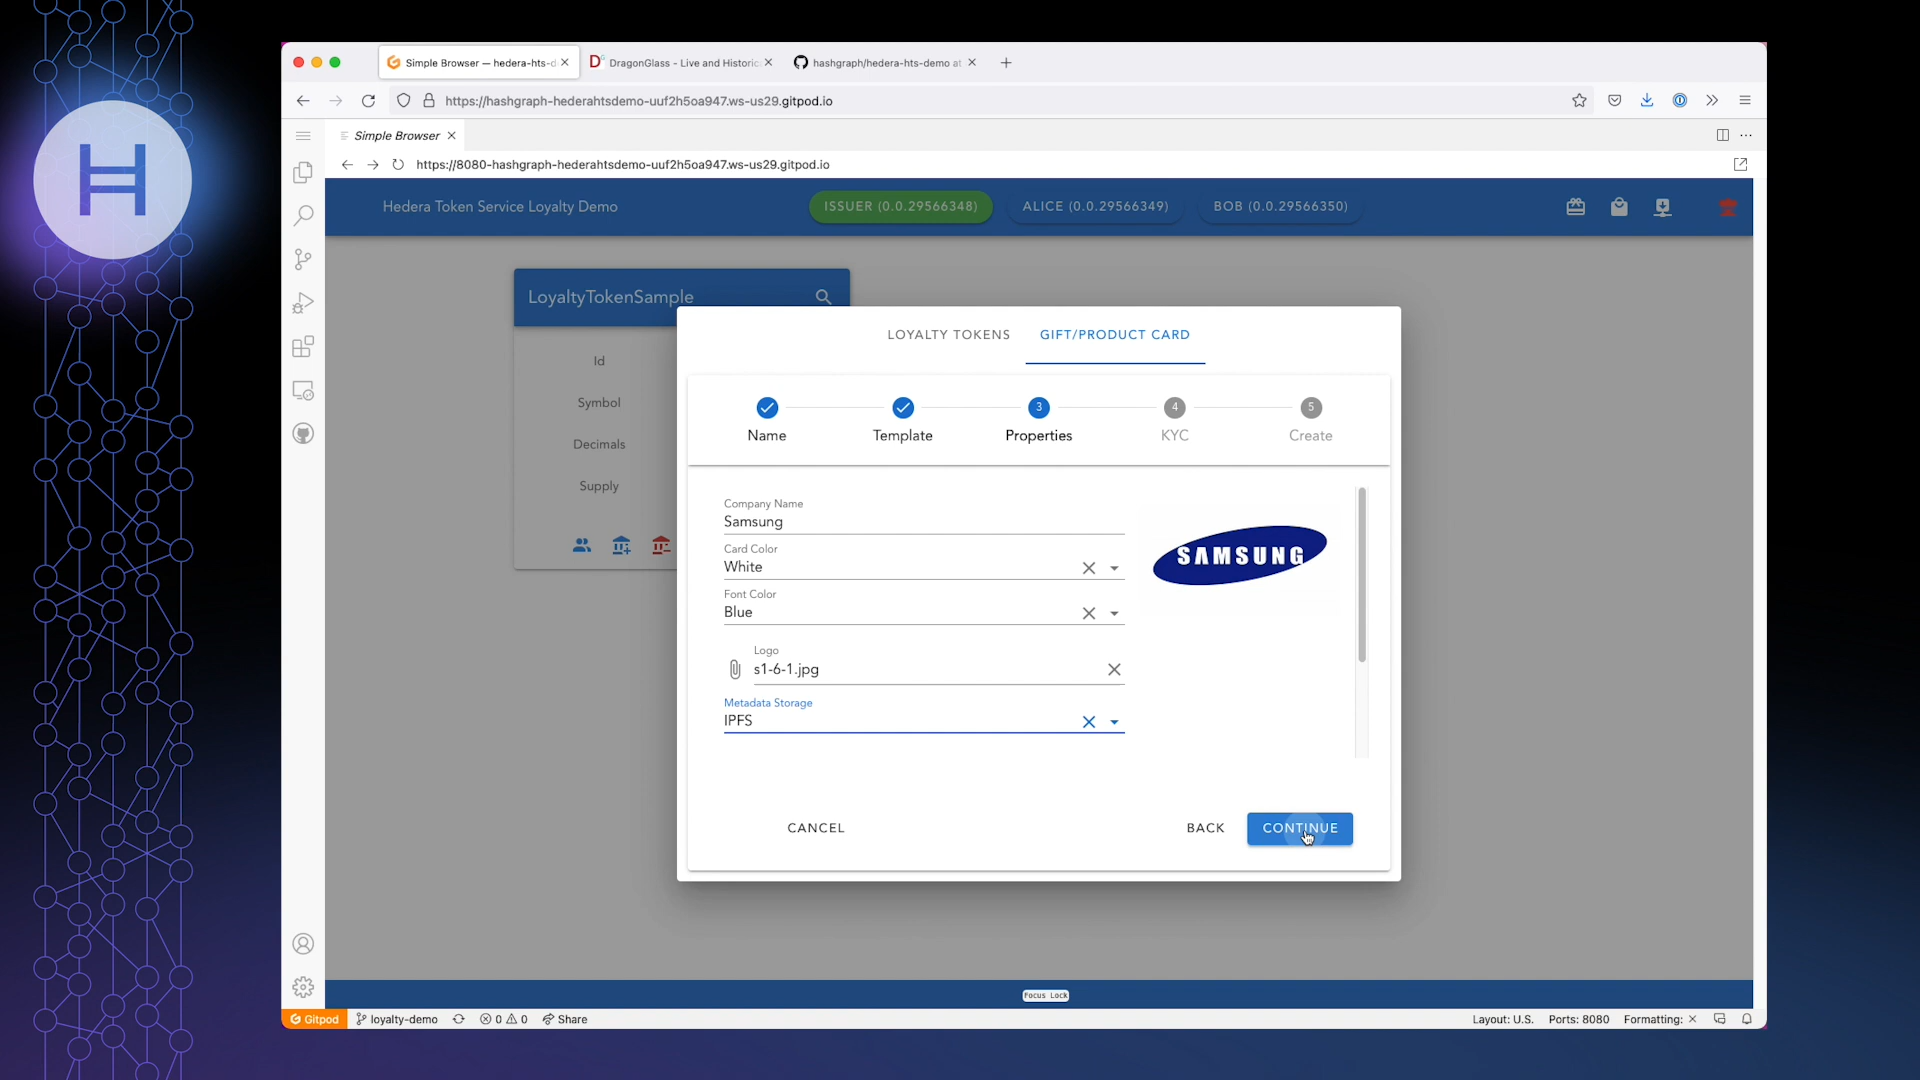 Simple Browser — hedera-hts-d
DragonGlass - Live and Historic
hashgraph/hedera-hts-demo at
https://hashgraph-hederahtsdemo-uuf2h5oa947.ws-us29.gitpod.io
Simple Browser
https://8080-hashgraph-hederahtsdemo-uuf2h5oa947.ws-us29.gitpod.io
Hedera Token Service Loyalty Demo
ISSUER (0.0.29566348)
ALICE (0.0.29566349)
BOB (0.0.29566350)
LoyaltyTokenSample
Id
Symbol
Decimals
Supply
LOYALTY TOKENS
GIFT/PRODUCT CARD
3
4
5
Name
Template
Properties
KYC
Create
Company Name
Samsung
Card Color
White
Font Color
Blue
Logo
s1-6-1.jpg
Metadata Storage
IPFS
SAMSUNG
CANCEL
BACK
CONTINUE
Focus Lock
Gitpod
loyalty-demo
0
0
Share
Layout: U.S.
Ports: 8080
Formatting: ×